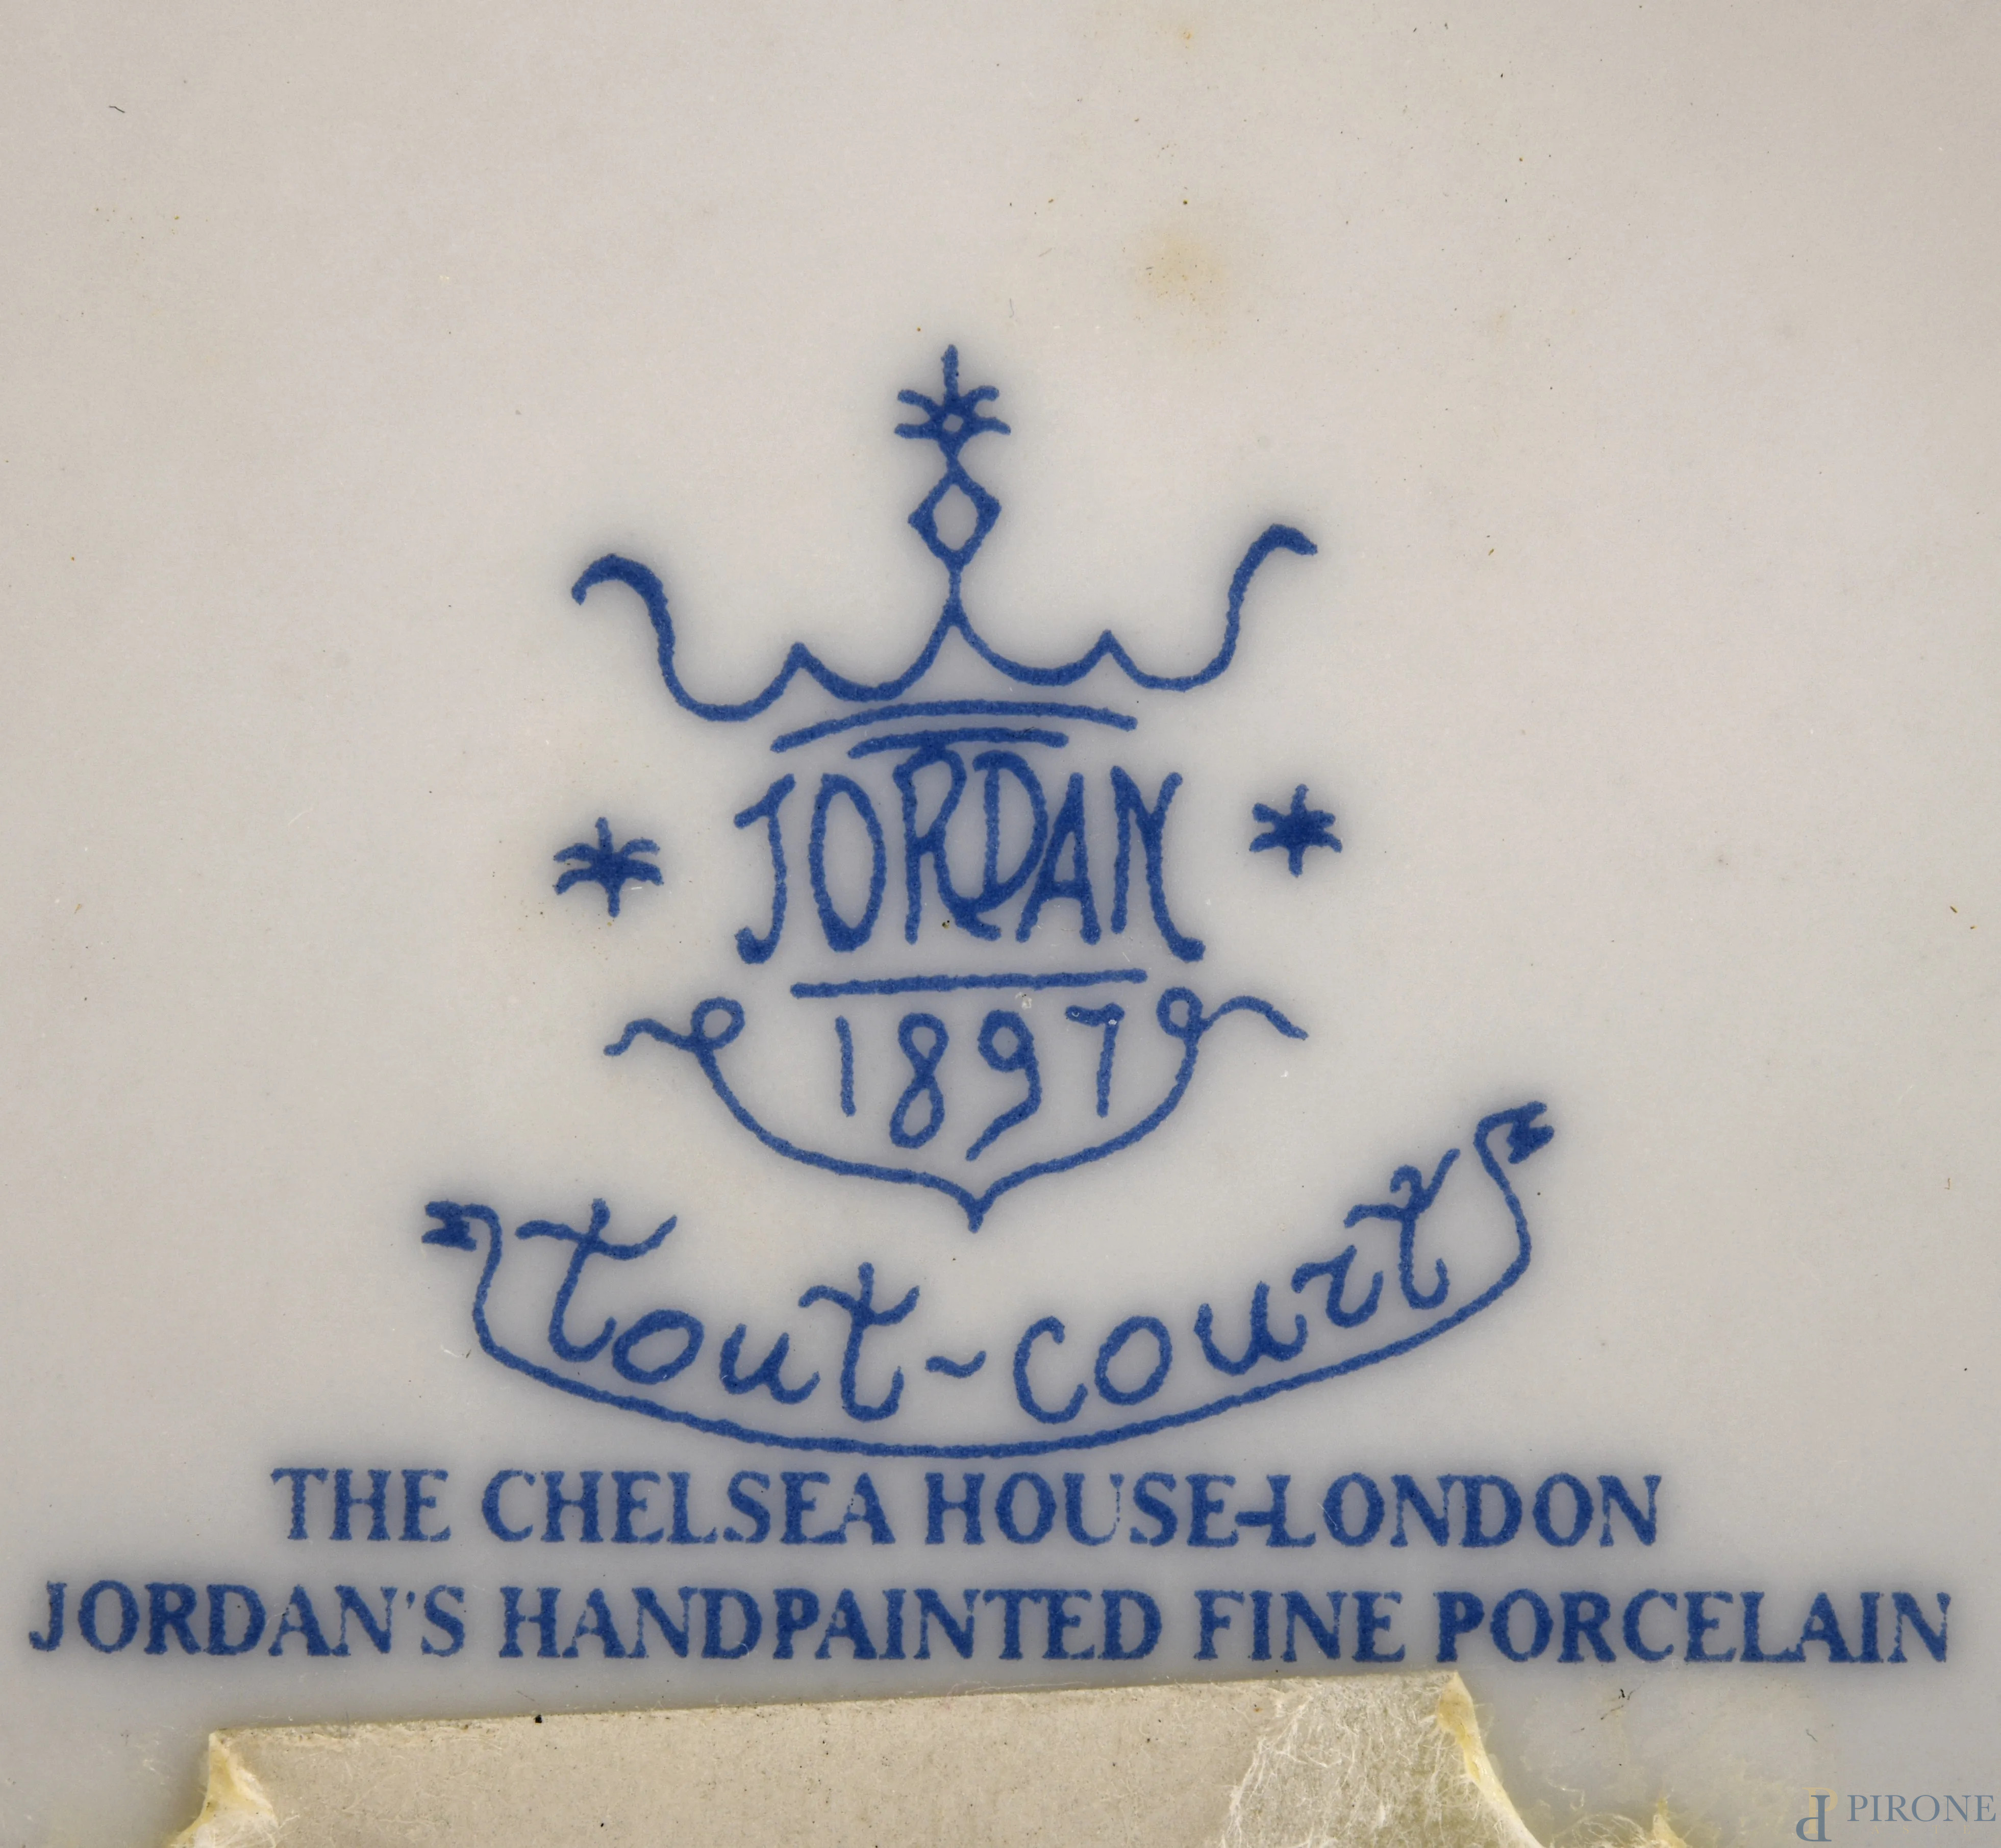 JORDAN
1897
tout-court
THE CHELSEA HOUSE-LONDON
JORDAN'S HANDPAINTED FINE PORCELAIN
PIRONE